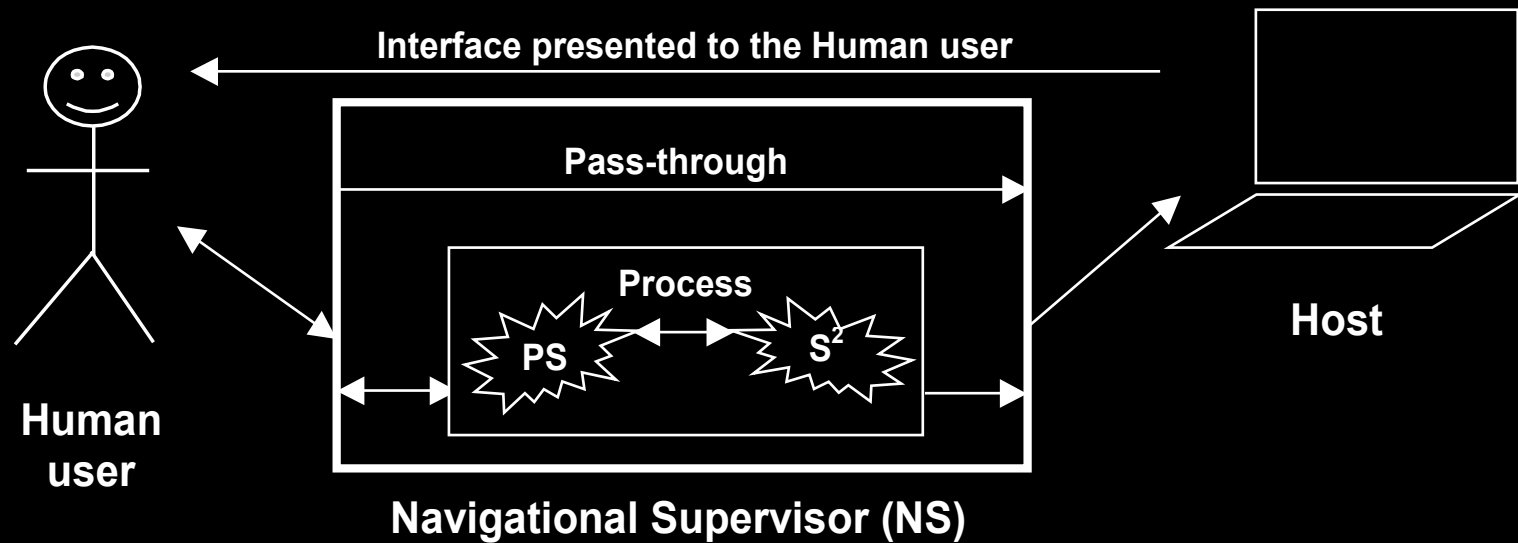 Interface presented to the Human user
Pass-through
Process
PS
S²
Host
Human
user
Navigational Supervisor (NS)